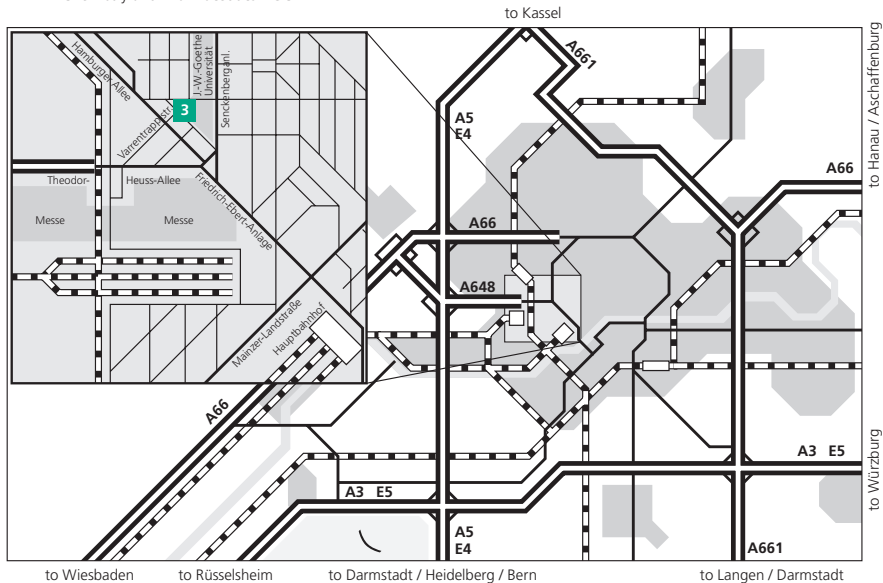 to Kassel
to Hanau / Aschaffenburg
to Würzburg
Hamburger-Allee
J.-W.-Goethe
Universität
Senckenberganl.
3
Varrentrappstr.
Theodor-
Heuss-Allee
Friedrich-Ebert-Anlage
Messe
Messe
Mainzer-Landstraße
Hauptbahnhof
A661
A5
E4
A66
A66
A648
A66
A3 E5
A3 E5
A5
E4
A661
to Wiesbaden
to Rüsselsheim
to Darmstadt / Heidelberg / Bern
to Langen / Darmstadt